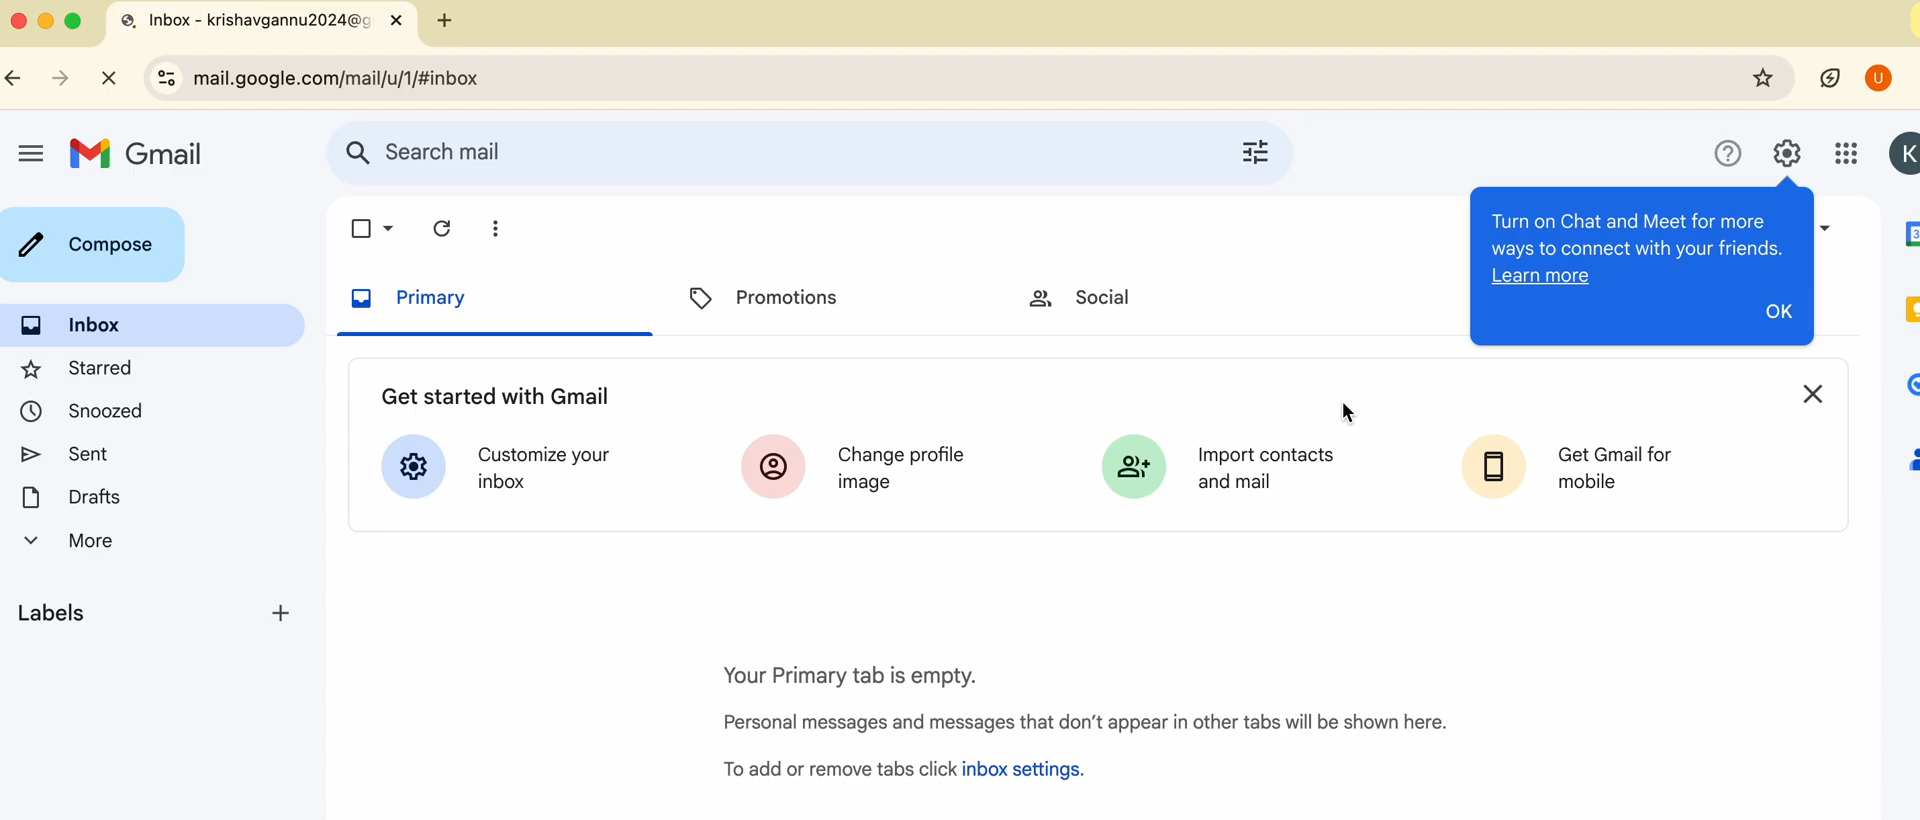 Inbox - krishavgannu2024@g
mail.google.com/mail/u/1/#inbox
U
Gmail
Search mail
K
Compose
Turn on Chat and Meet for more
ways to connect with your friends.
Learn more
OK
Primary
Promotions
Social
Inbox
Starred
Snoozed
Sent
Drafts
More
Labels
Get started with Gmail
Customize your
inbox
Change profile
image
Import contacts
and mail
Get Gmail for
mobile
Your Primary tab is empty.
Personal messages and messages that don't appear in other tabs will be shown here.
To add or remove tabs click inbox settings.